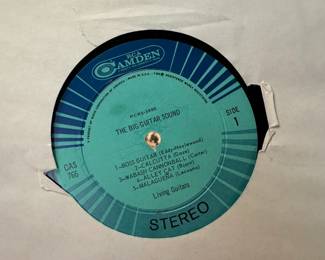 RCA
CAMDEN
THE BIG GUITAR SOUND
CAS
766
SIDE
1
1-BOSS GUITAR (Eddy-Hazlewood)
2-CALCUTTA (Gaze)
3-WABASH CANNONBALL (Carter)
4-ALLEY CAT (Bjorn)
5-MALAGUENA (Lecuona)
Living Guitars
STEREO